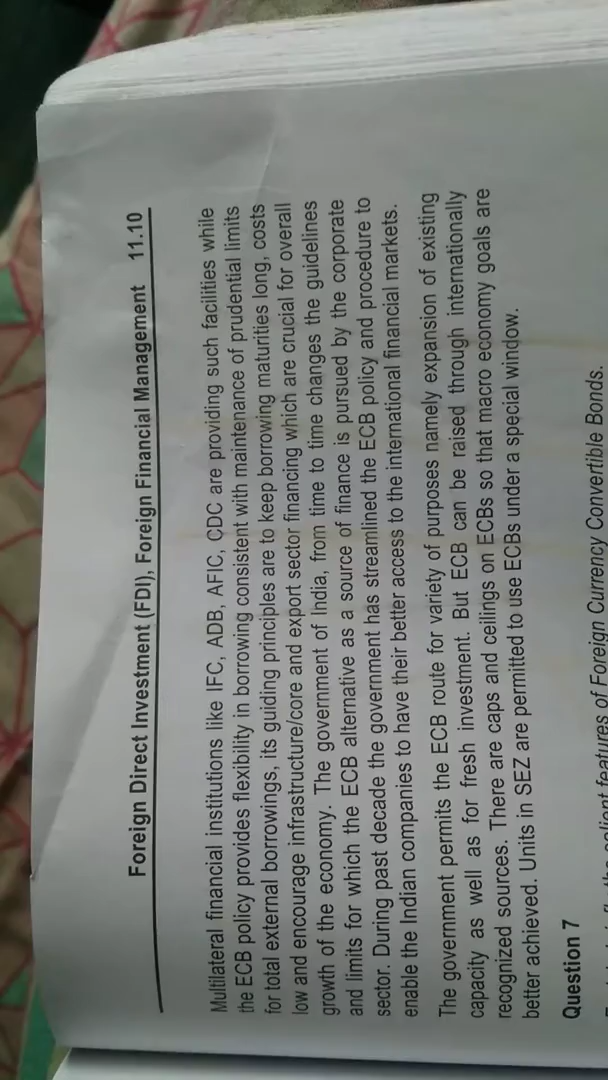 Foreign Direct Investment (FDI), Foreign Financial Management 11.10
Multilateral financial institutions like IFC, ADB, AFIC, CDC are providing such facilities while
the ECB policy provides flexibility in borrowing consistent with maintenance of prudential limits
for total external borrowings, its guiding principles are to keep borrowing maturities long, costs
low and encourage infrastructure/core and export sector financing which are crucial for overall
growth of the economy. The government of India, from time to time changes the guidelines
and limits for which the ECB alternative as a source of finance is pursued by the corporate
sector. During past decade the government has streamlined the ECB policy and procedure to
enable the Indian companies to have their better access to the international financial markets.
The government permits the ECB route for variety of purposes namely expansion of existing
capacity as well as for fresh investment. But ECB can be raised through internationally
recognized sources. There are caps and ceilings on ECBs so that macro economy goals are
better achieved. Units in SEZ are permitted to use ECBs under a special window.
Question 7
the salient features of Foreign Currency Convertible Bonds.